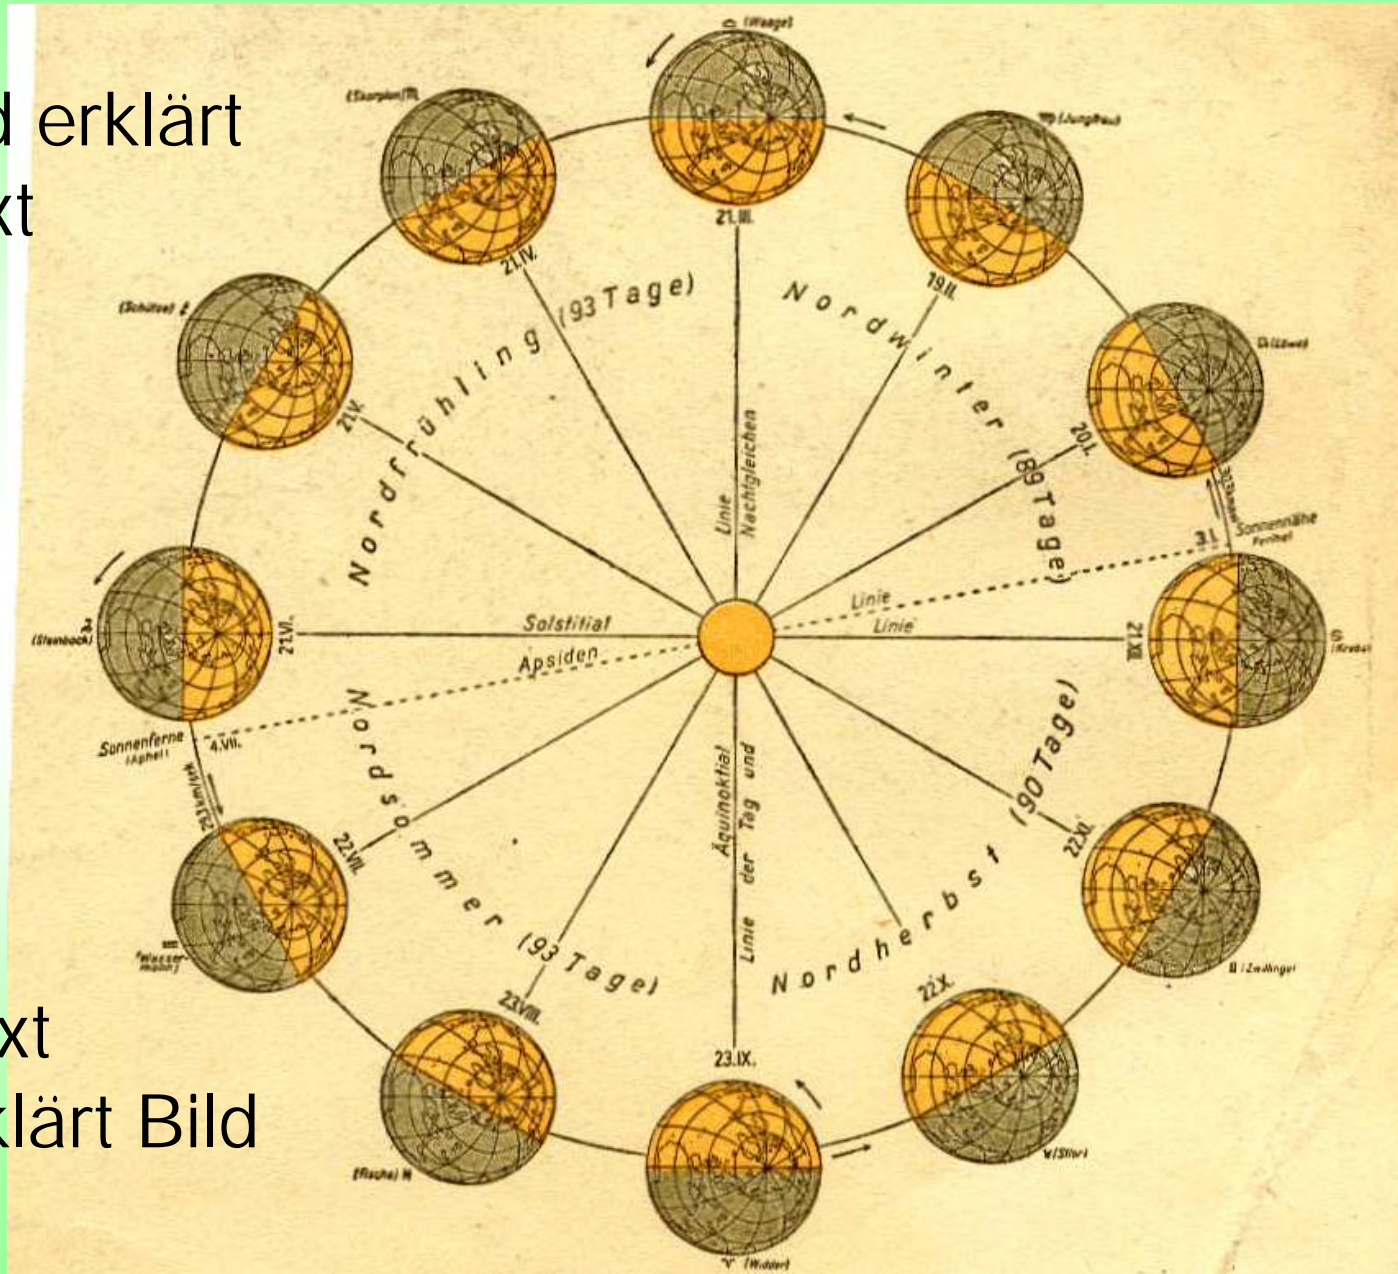 erklärt
xt
(Waage)
(Skorpion) ♏
♍ (Jungfrau)
21.III.
21.IV.
19.II.
(Schütze)
Nordfrühling (93 Tage)
Nordwinter (89 Tage)
♌ (Löwe)
21.V.
20.I.
Linie
Nachtgleichen
3.I.
Sonnennähe
Perihel
Linie
Solstitial
Linie
(Steinbock)
21.VI.
21.XII.
♋
(Krebs)
Apsiden
Sonnenferne
(Aphel)
4.VII.
Nordsommer (93 Tage)
Nordherbst (90 Tage)
Äquinoktial
Linie der Tag und
22.VII.
22.XI.
(Wasser-
mann)
♊ (Zwillinge)
23.VIII.
22.X.
23.IX.
xt
klärt Bild
(Fische) ♓
♉ (Stier)
♈ (Widder)